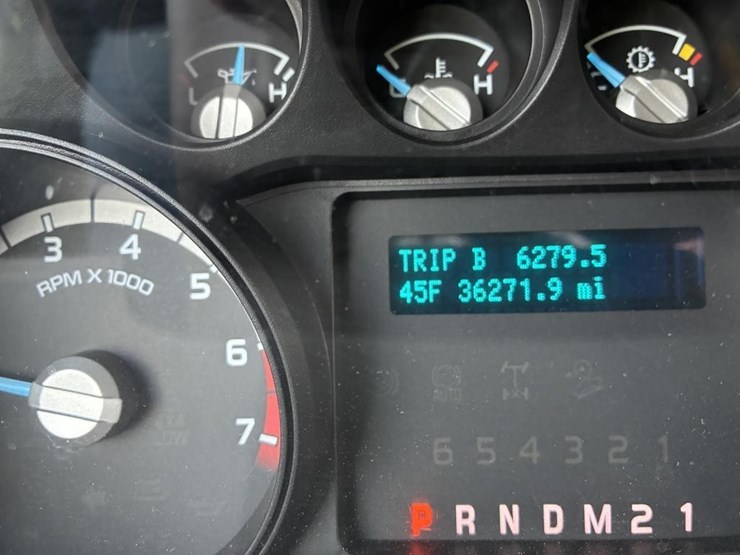 L H
H
H
3 4 5 6 7
RPM X 1000
TRIP B 6279.5
45F 36271.9 mi
6 5 4 3 2 1
P R N D M 2 1